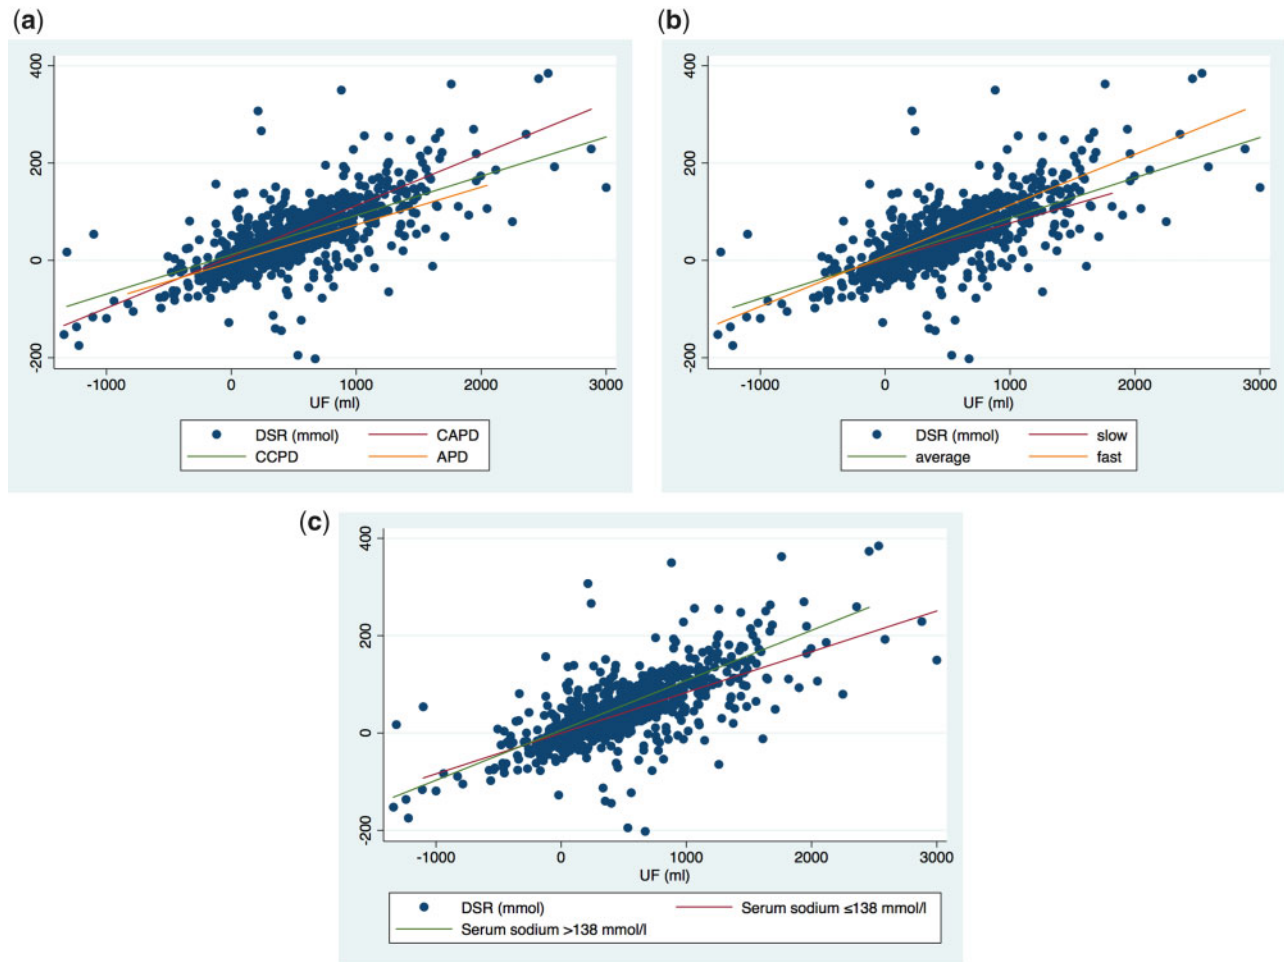 (a)
400
200
0
-200
-1000 0 1000 2000 3000
UF (ml)
DSR (mmol) CAPD
CCPD APD
(b)
400
200
0
-200
-1000 0 1000 2000 3000
UF (ml)
DSR (mmol) slow
average fast
(c)
400
200
0
-200
-1000 0 1000 2000 3000
UF (ml)
DSR (mmol) Serum sodium ≤138 mmol/l
Serum sodium >138 mmol/l